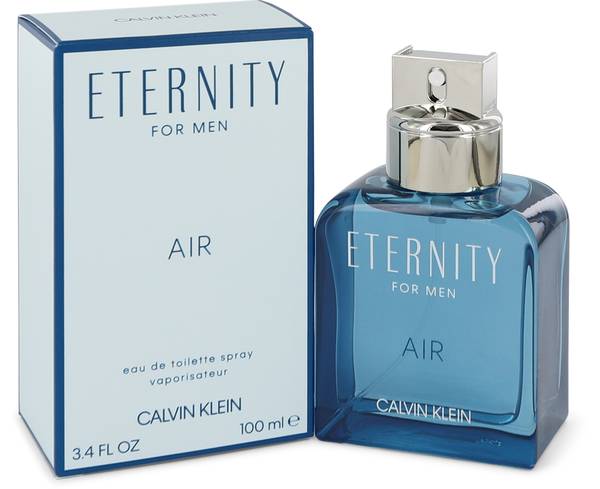 CALVIN KLEIN
ETERNITY
FOR MEN
AIR
eau de toilette spray
vaporisateur
CALVIN KLEIN
100 ml ℮
3.4 FL OZ
ETERNITY
FOR MEN
AIR
CALVIN KLEIN